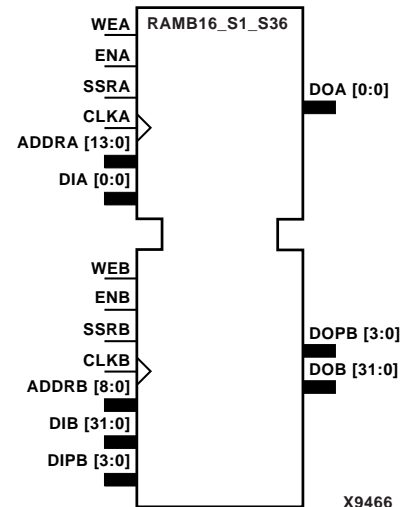 WEA
RAMB16_S1_S36
ENA
SSRA
DOA [0:0]
CLKA
ADDRA [13:0]
DIA [0:0]
WEB
ENB
SSRB
DOPB [3:0]
CLKB
DOB [31:0]
ADDRB [8:0]
DIB [31:0]
DIPB [3:0]
X9466